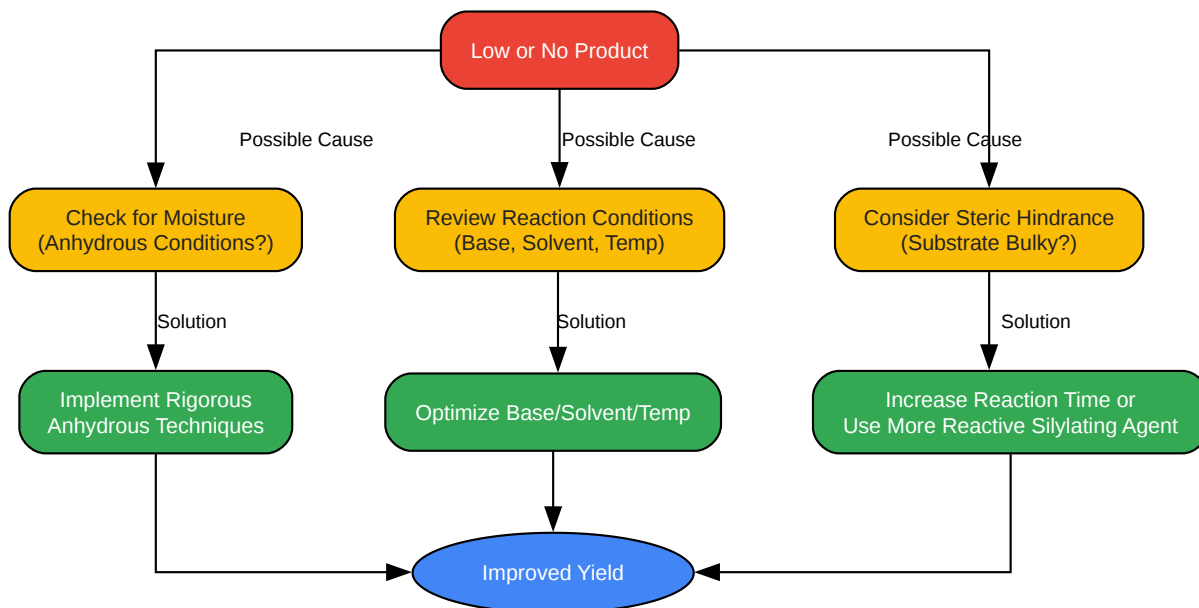 Low or No Product
Possible Cause
Possible Cause
Possible Cause
Check for Moisture
(Anhydrous Conditions?)
Review Reaction Conditions
(Base, Solvent, Temp)
Consider Steric Hindrance
(Substrate Bulky?)
Solution
Solution
Solution
Implement Rigorous
Anhydrous Techniques
Optimize Base/Solvent/Temp
Increase Reaction Time or
Use More Reactive Silylating Agent
Improved Yield